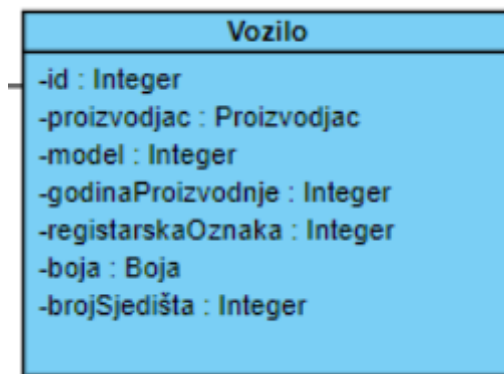 Vozilo
-id : Integer
-proizvodjac : Proizvodjac
-model : Integer
-godinaProizvodnje : Integer
-registarskaOznaka : Integer
-boja : Boja
-brojSjedišta : Integer